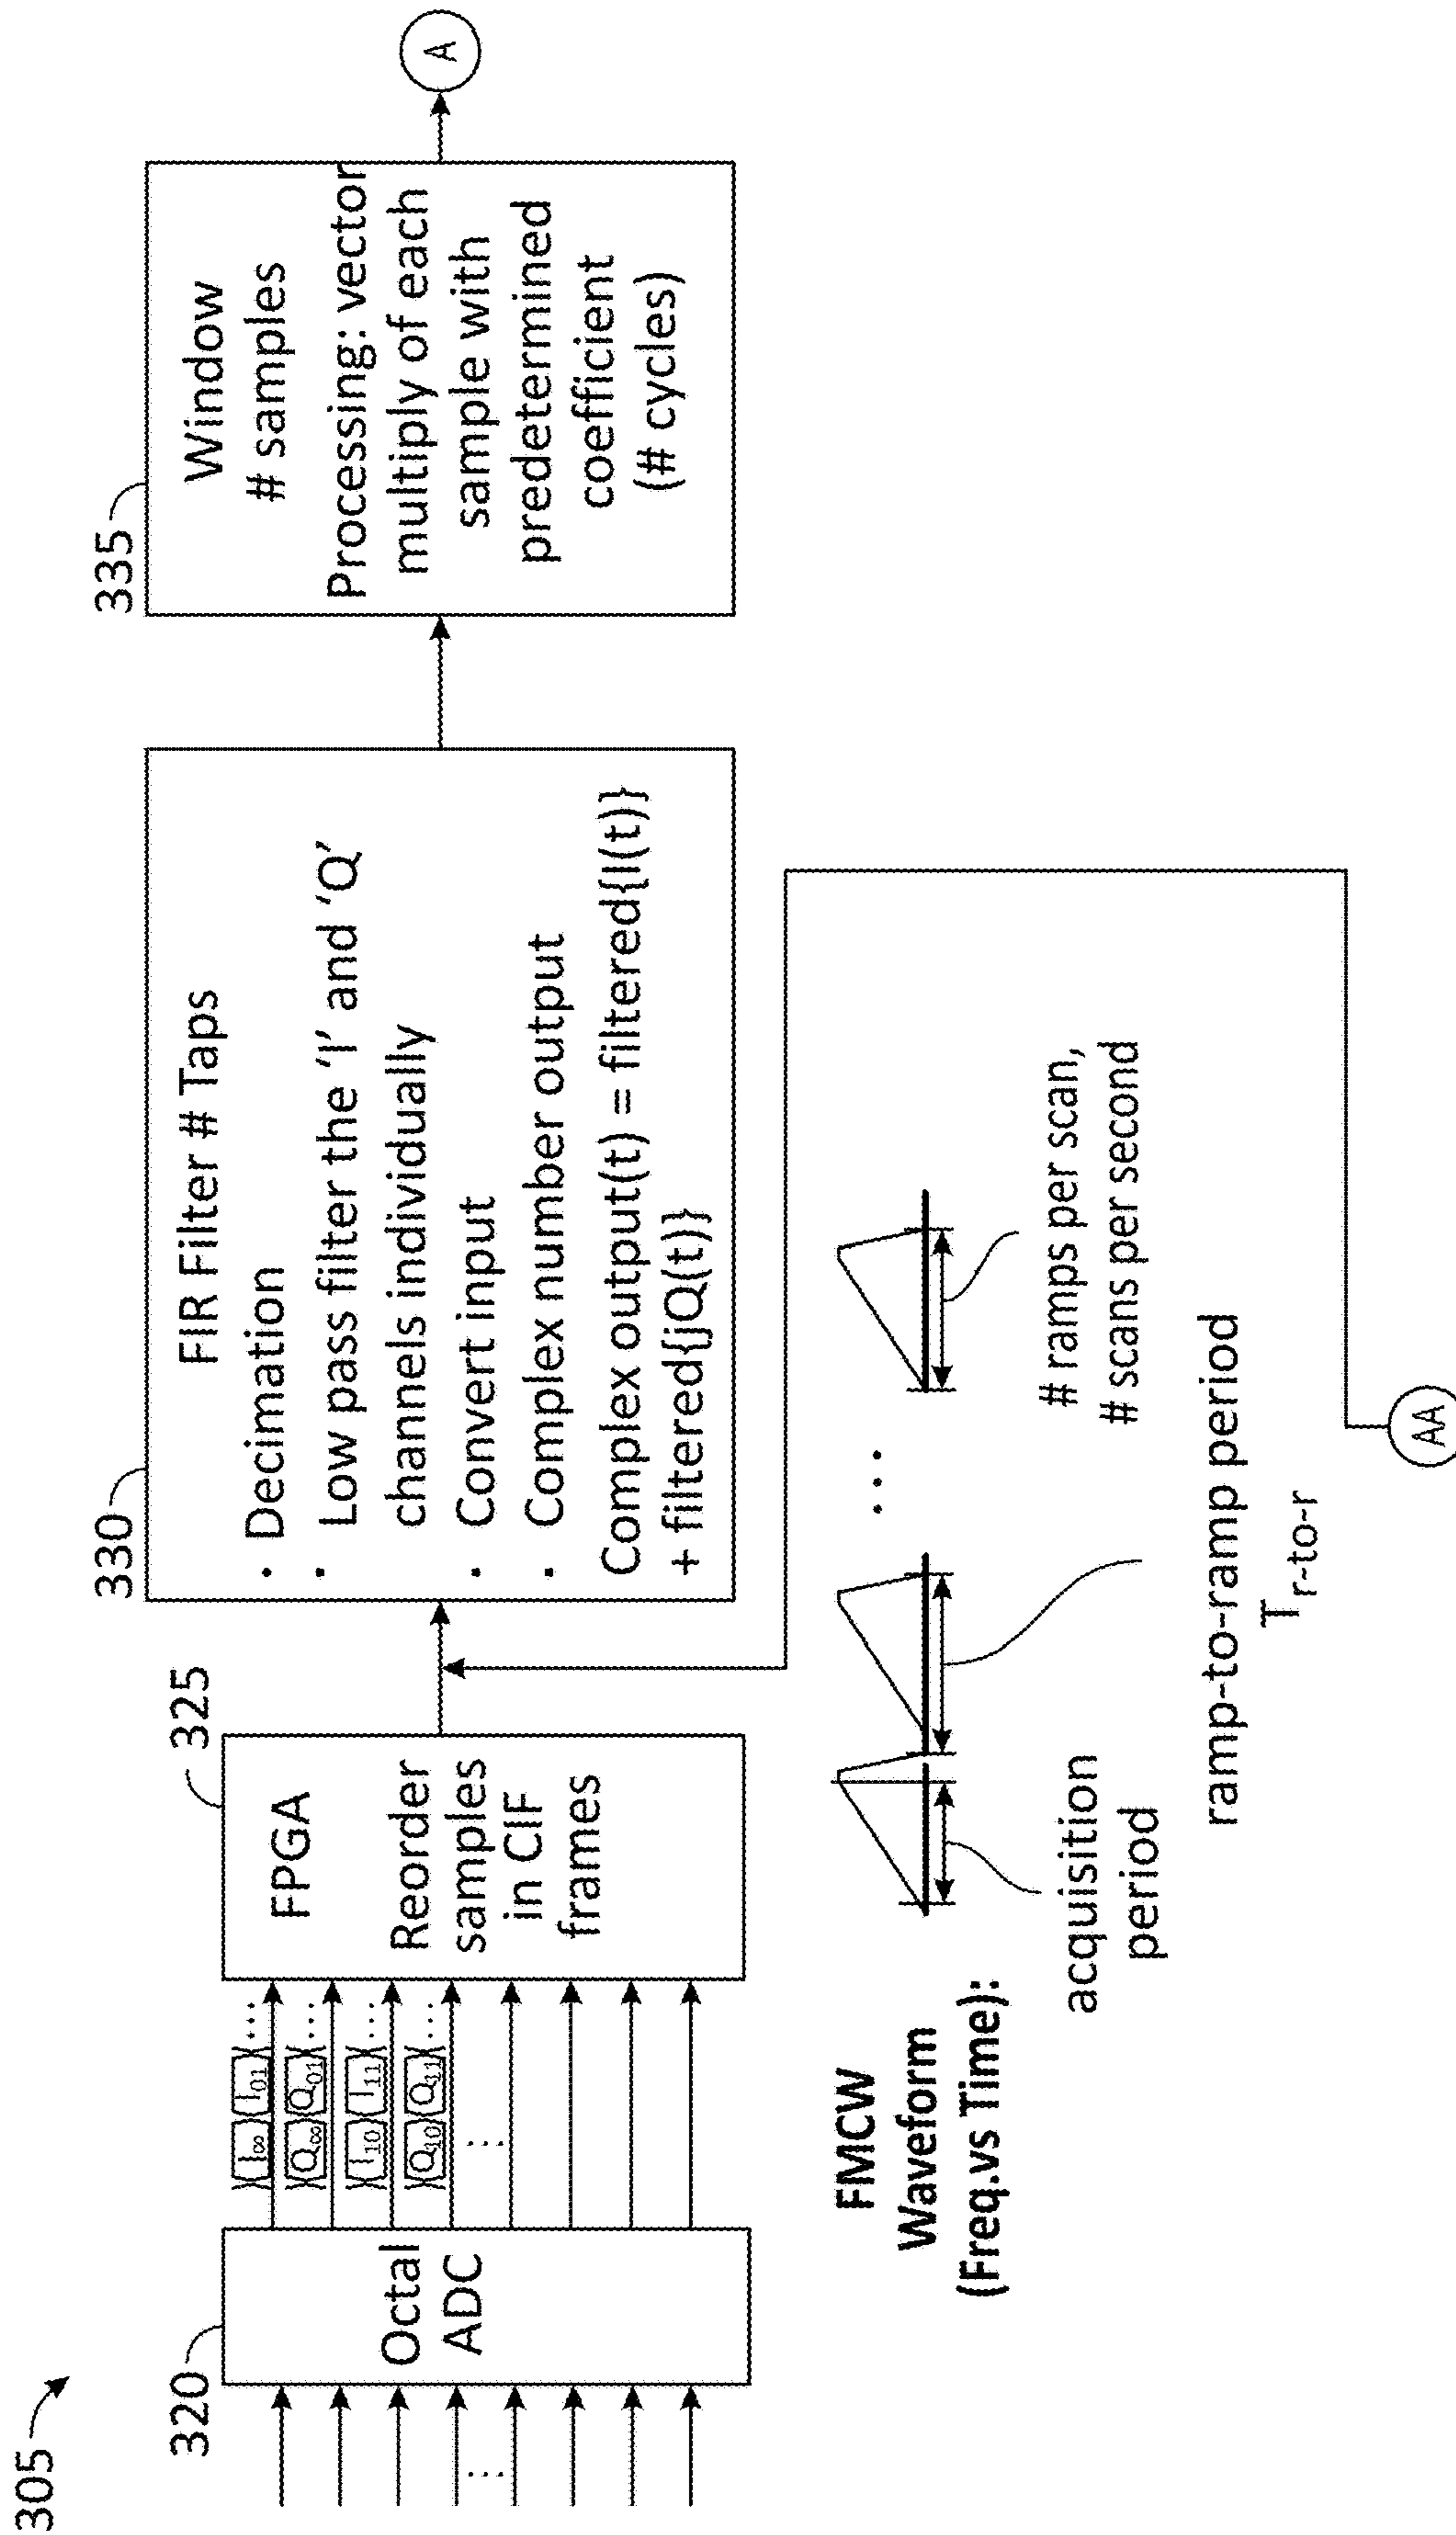 305
320
Octal
ADC
I∞ I01 ...
Q∞ Q01 ...
I10 I11 ...
Q10 Q11 ...
...
...
325
FPGA
Reorder
samples
in CIF
frames
330
FIR Filter # Taps
· Decimation
· Low pass filter the ‘I’ and ‘Q’
channels individually
· Convert input
· Complex number output
Complex output(t) = filtered{I(t)}
+ filtered{jQ(t)}
335
Window
# samples
Processing: vector
multiply of each
sample with
predetermined
coefficient
(# cycles)
A
FMCW
Waveform
(Freq.vs Time):
acquisition
period
ramp-to-ramp period
Tr-to-r
...
# ramps per scan,
# scans per second
AA